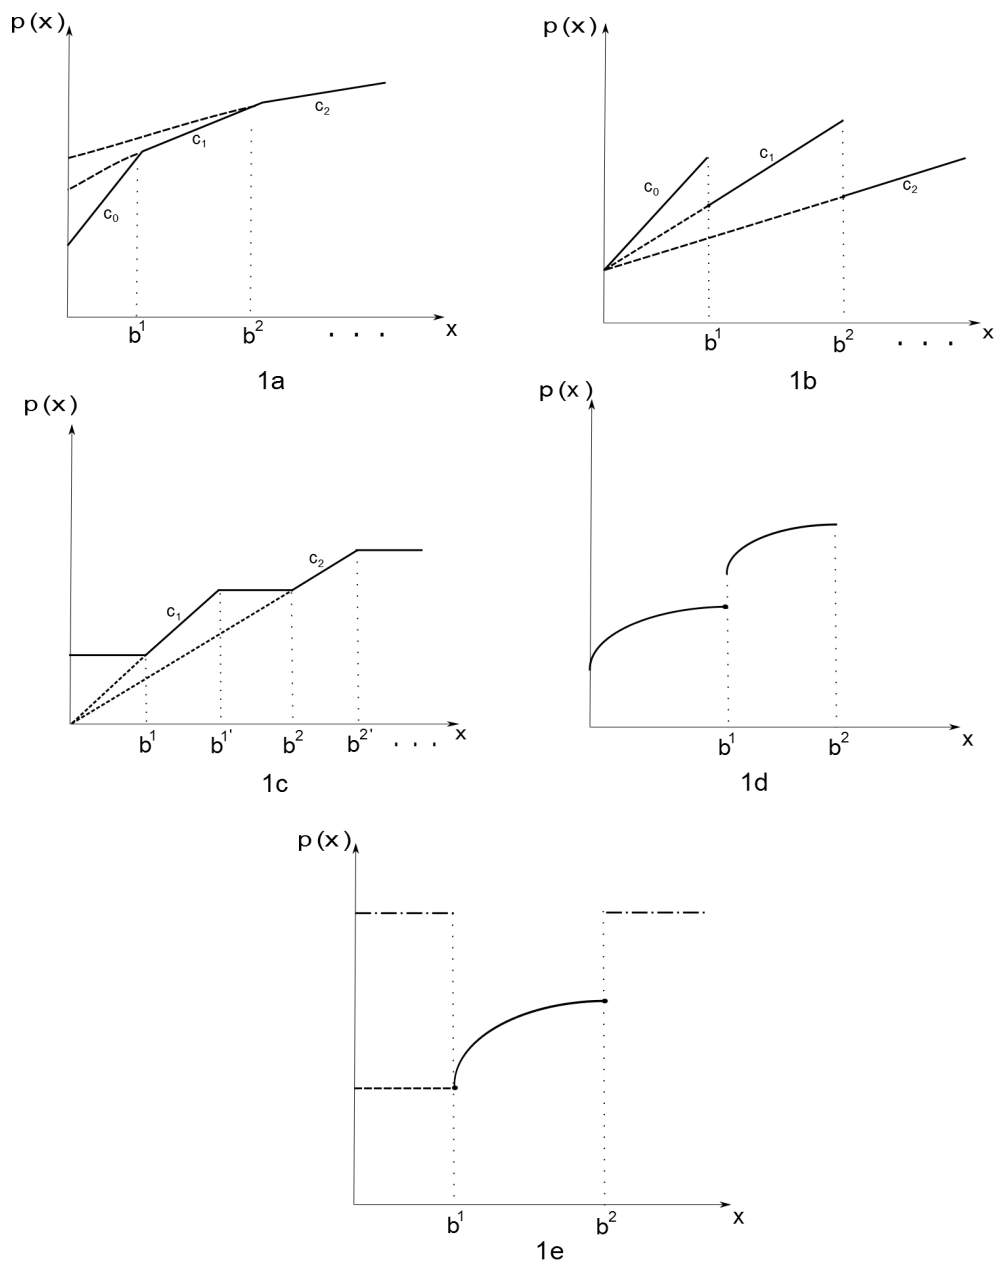 p(x)
c₀
c₁
c₂
b¹
b²
. . .
x
1a
p(x)
c₀
c₁
c₂
b¹
b²
. . .
x
1b
p(x)
c₁
c₂
b¹
b¹'
b²
b²'
. . .
x
1c
p(x)
b¹
b²
x
1d
p(x)
b¹
b²
x
1e